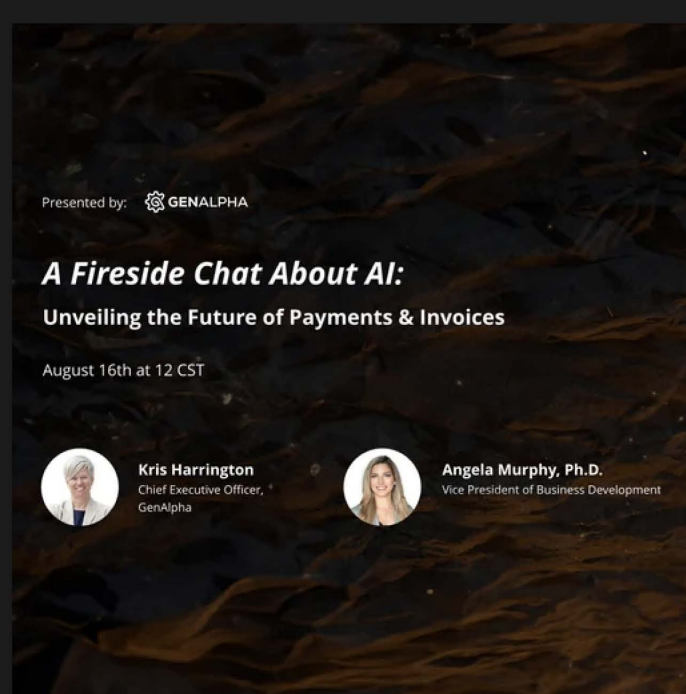 Presented by: GENALPHA
A Fireside Chat About AI:
Unveiling the Future of Payments & Invoices
August 16th at 12 CST
Kris Harrington
Chief Executive Officer,
GenAlpha
Angela Murphy, Ph.D.
Vice President of Business Development